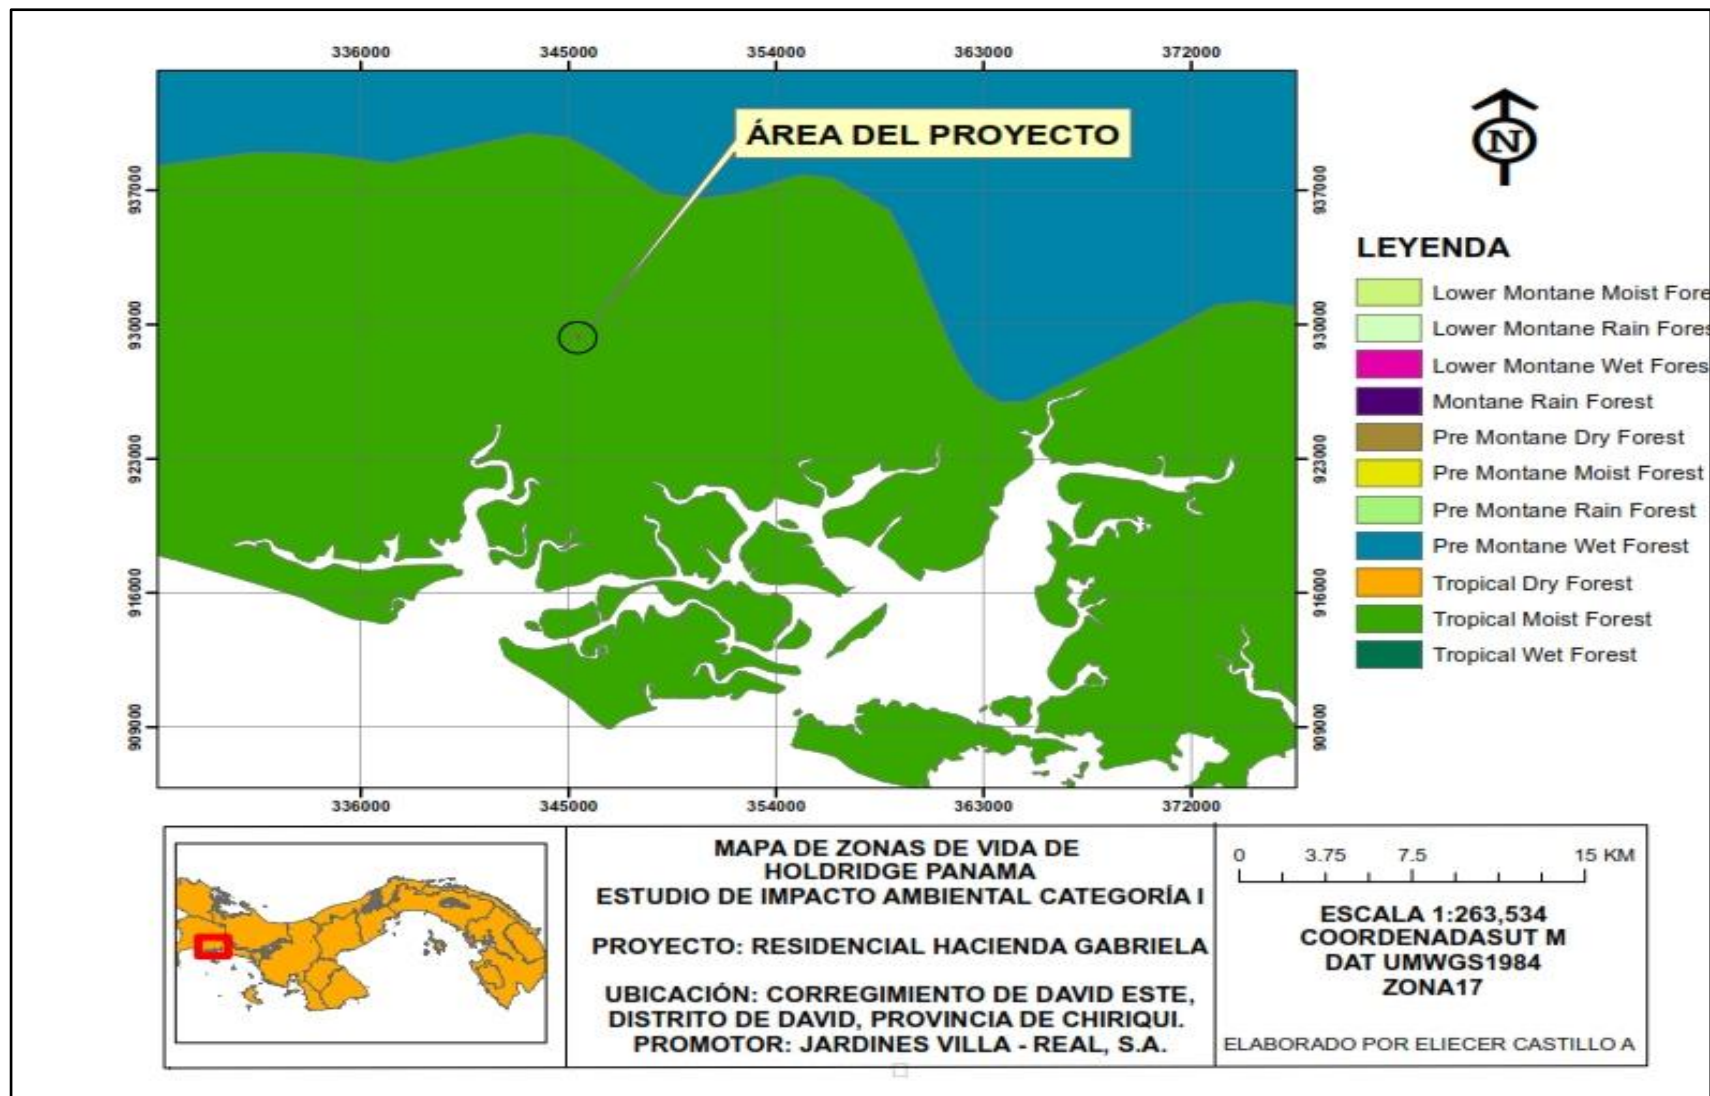 336000 345000 354000 363000 372000
ÁREA DEL PROYECTO
937000 937000
930000 930000
923000 923000
916000 916000
909000 909000
336000 345000 354000 363000 372000
N
LEYENDA
Lower Montane Moist Fore
Lower Montane Rain Fores
Lower Montane Wet Fores
Montane Rain Forest
Pre Montane Dry Forest
Pre Montane Moist Forest
Pre Montane Rain Forest
Pre Montane Wet Forest
Tropical Dry Forest
Tropical Moist Forest
Tropical Wet Forest
MAPA DE ZONAS DE VIDA DE
HOLDRIDGE PANAMA
ESTUDIO DE IMPACTO AMBIENTAL CATEGORÍA I
PROYECTO: RESIDENCIAL HACIENDA GABRIELA
UBICACIÓN: CORREGIMIENTO DE DAVID ESTE,
DISTRITO DE DAVID, PROVINCIA DE CHIRIQUI.
PROMOTOR: JARDINES VILLA - REAL, S.A.
0 3.75 7.5 15 KM
ESCALA 1:263,534
COORDENADASUT M
DAT UMWGS1984
ZONA17
ELABORADO POR ELIECER CASTILLO A